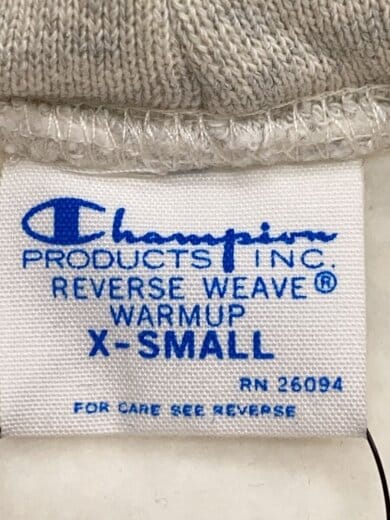 Champion
PRODUCTS INC.
REVERSE WEAVE®
WARMUP
X-SMALL
RN 26094
FOR CARE SEE REVERSE